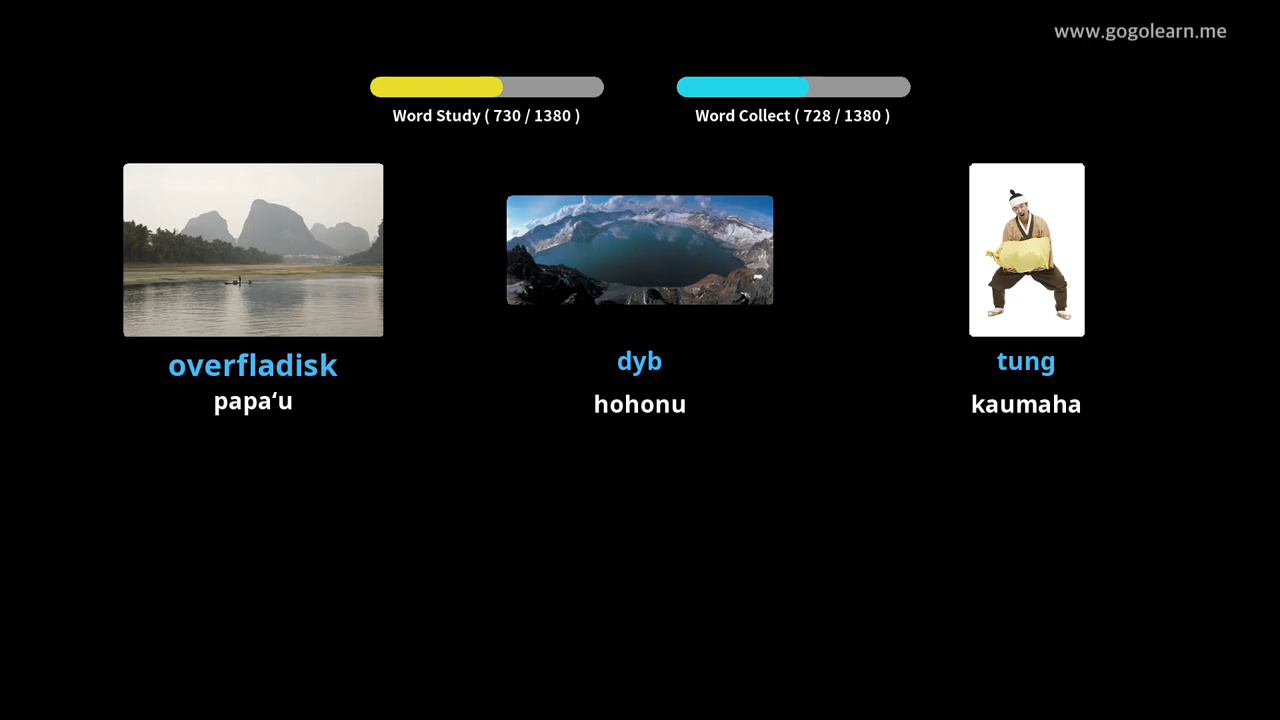 www.gogolearn.me
Word Study ( 730 / 1380 )
Word Collect ( 728 / 1380 )
overfladisk
papaʻu
dyb
hohonu
tung
kaumaha